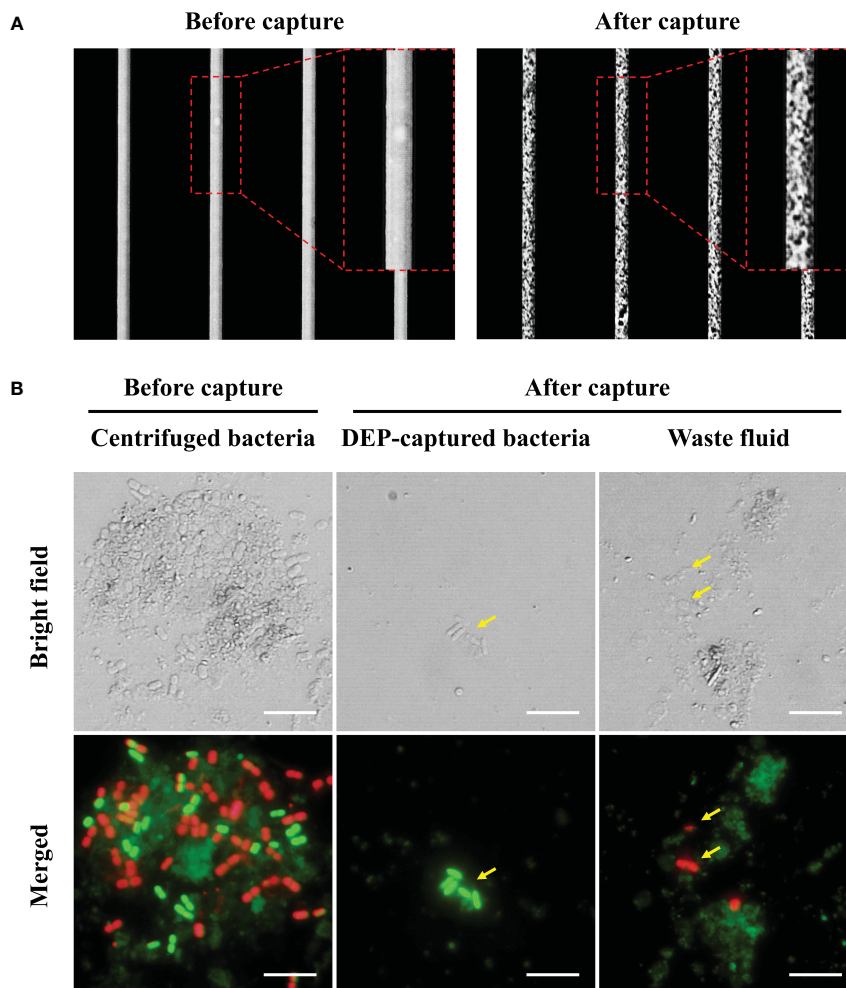 A
Before capture
After capture
B
Before capture
After capture
Centrifuged bacteria
DEP-captured bacteria
Waste fluid
Bright field
Merged